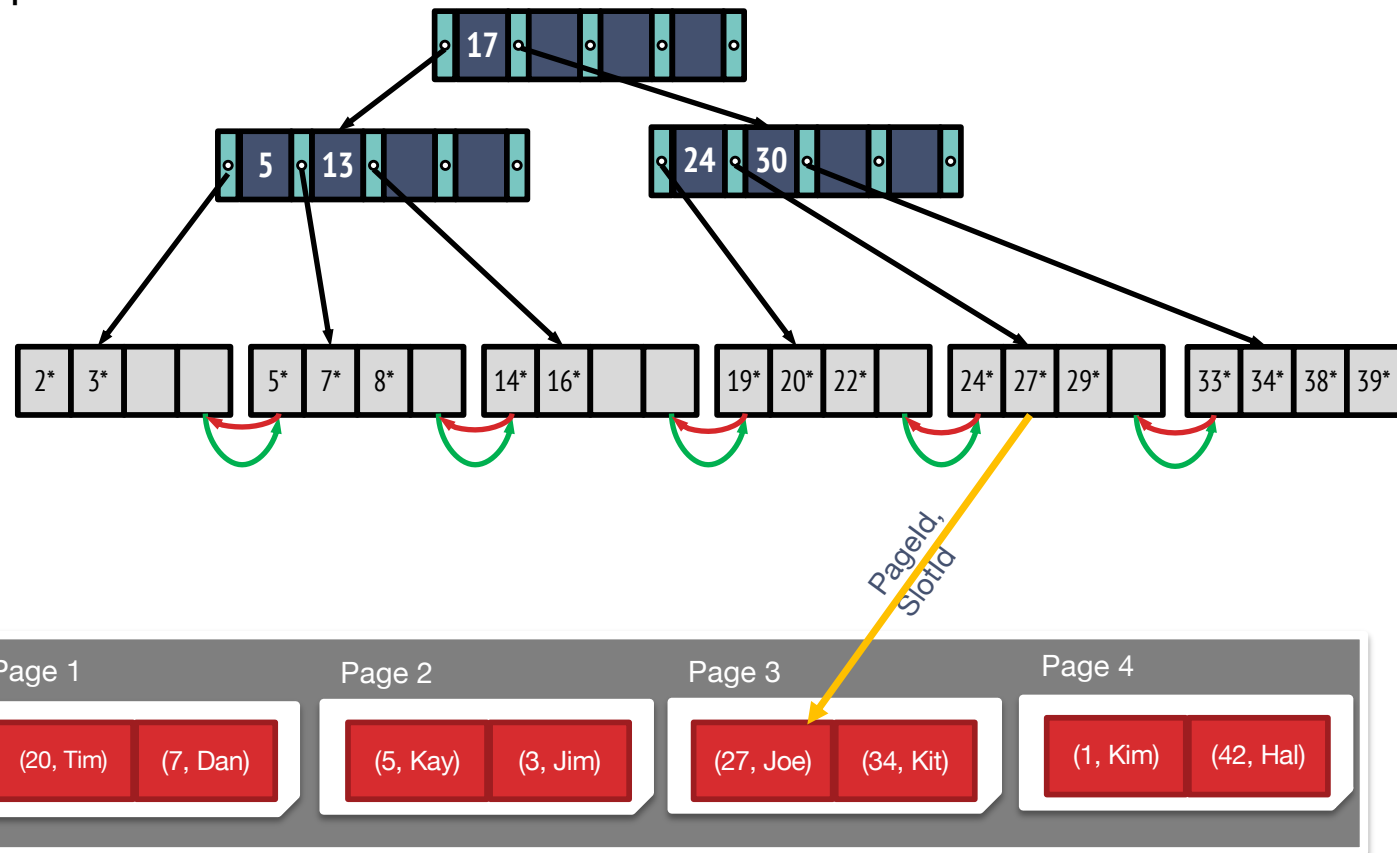 17
5 13
24 30
2* 3*
5* 7* 8*
14* 16*
19* 20* 22*
24* 27* 29*
33* 34* 38* 39*
PageId,
SlotId
Page 1
(20, Tim) (7, Dan)
Page 2
(5, Kay) (3, Jim)
Page 3
(27, Joe) (34, Kit)
Page 4
(1, Kim) (42, Hal)